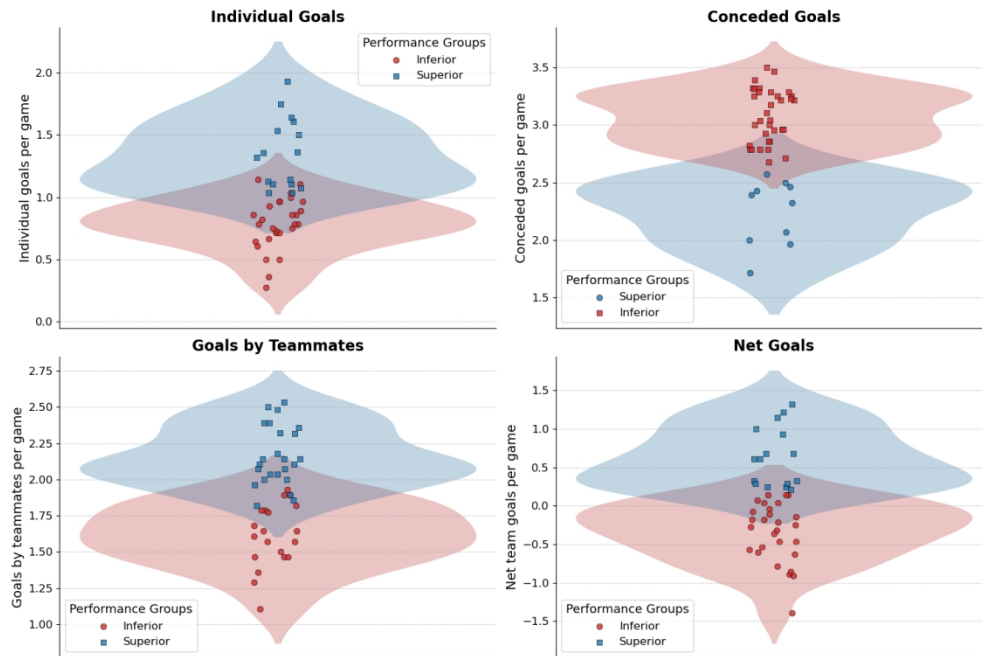 Individual Goals
Individual goals per game
2.0
1.5
1.0
0.5
0.0
Performance Groups
Inferior
Superior
Conceded Goals
Conceded goals per game
3.5
3.0
2.5
2.0
1.5
Performance Groups
Superior
Inferior
Goals by Teammates
Goals by teammates per game
2.75
2.50
2.25
2.00
1.75
1.50
1.25
1.00
Performance Groups
Inferior
Superior
Net Goals
Net team goals per game
1.5
1.0
0.5
0.0
−0.5
−1.0
−1.5
Performance Groups
Inferior
Superior